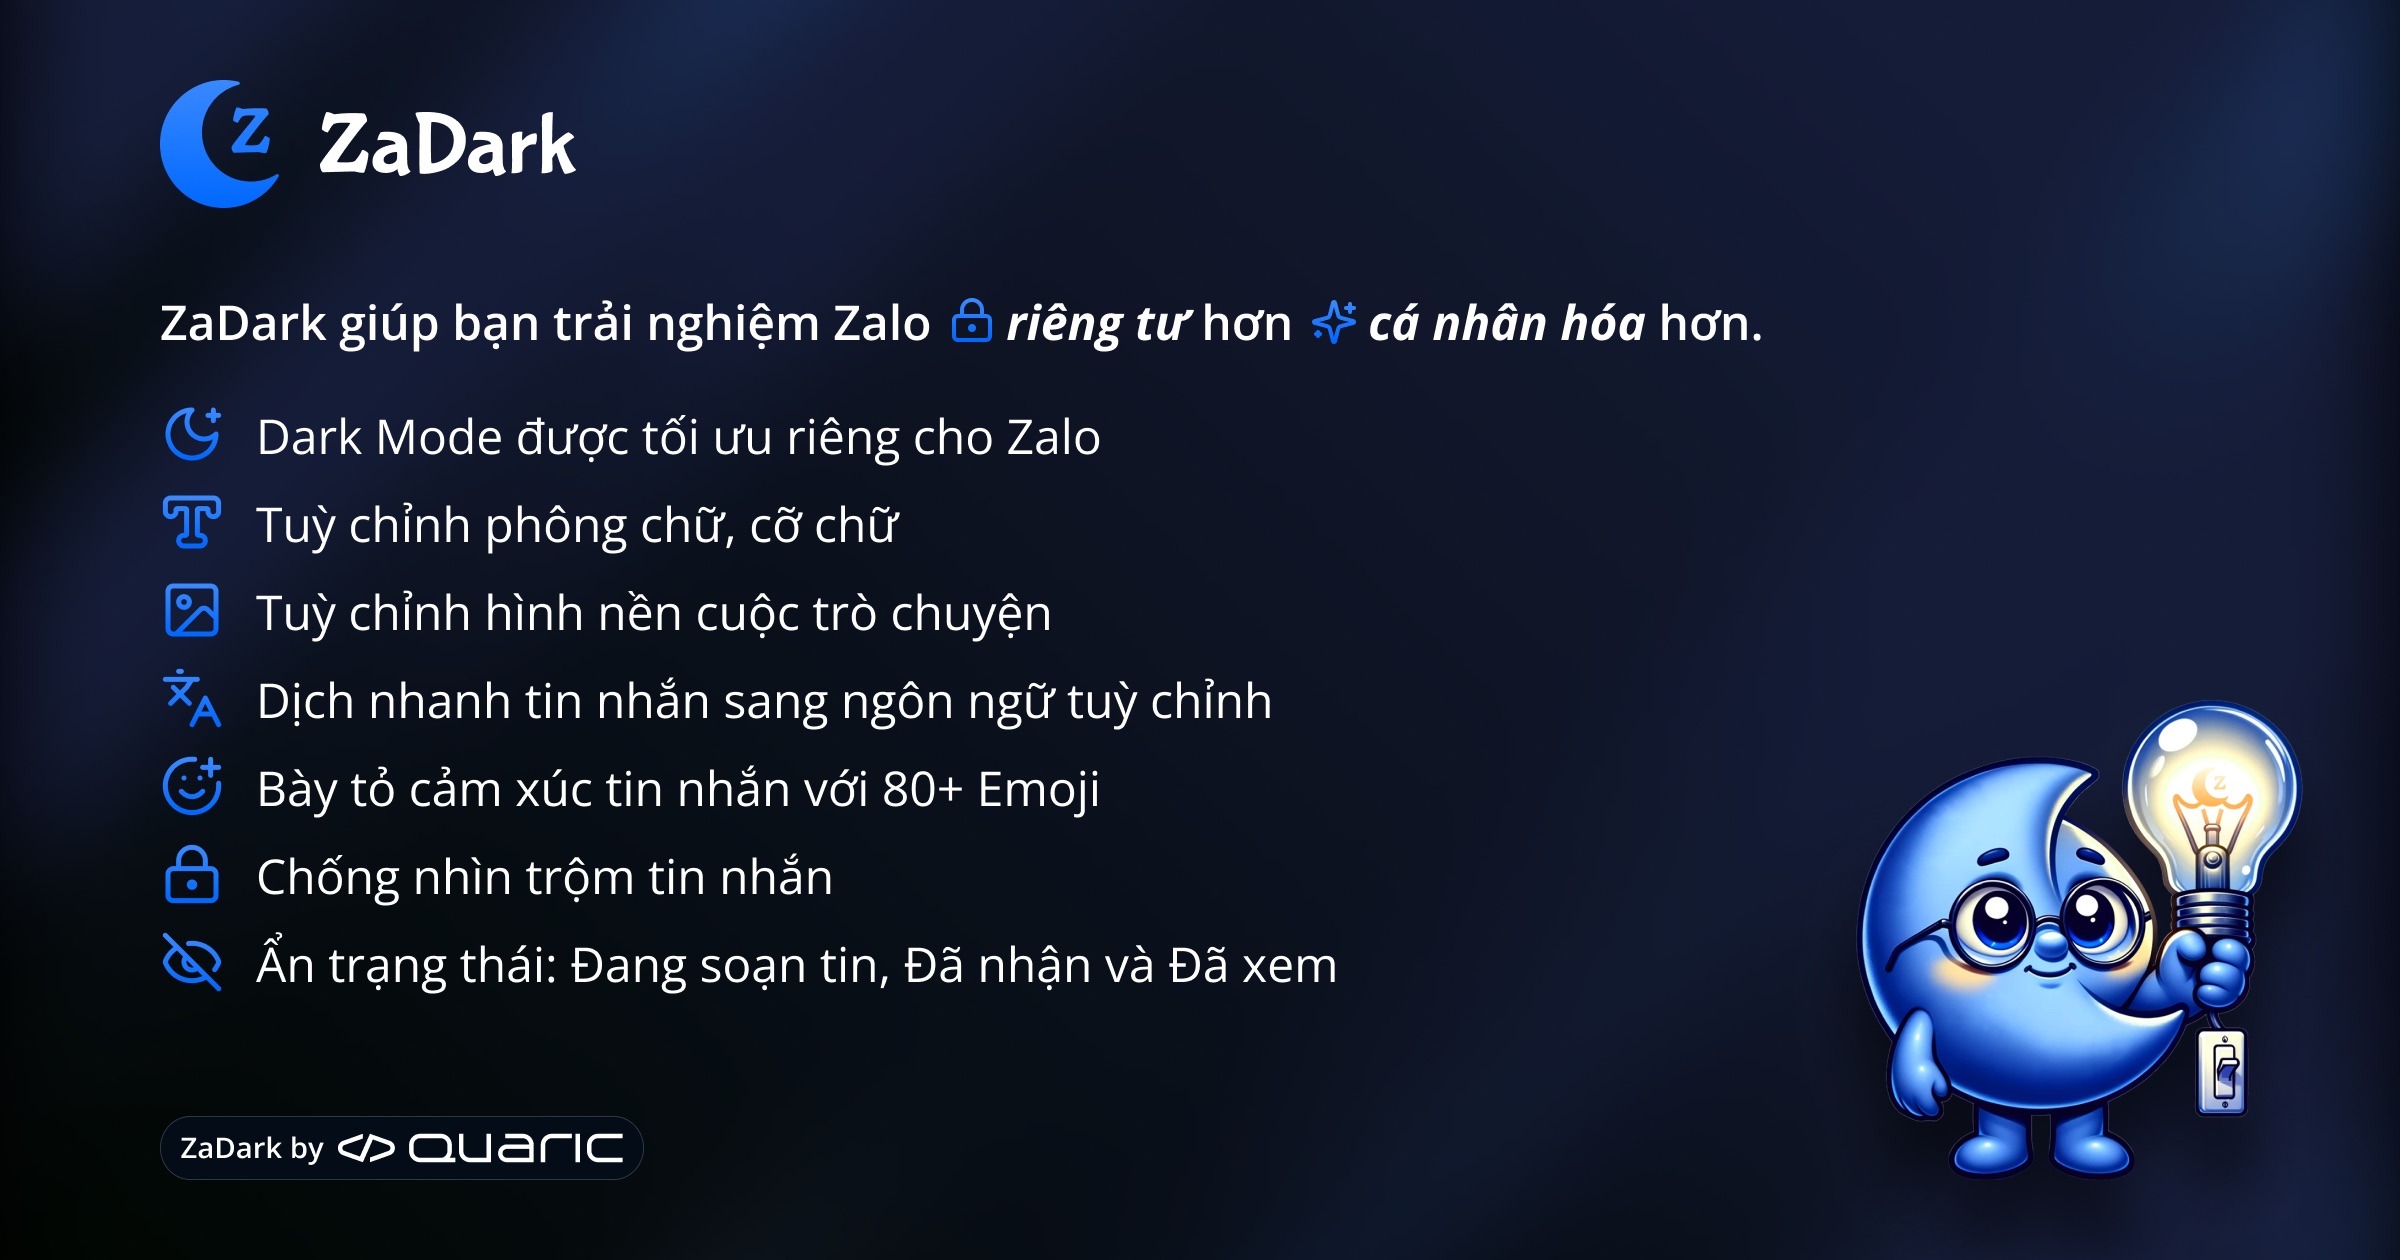 Z ZaDark
ZaDark giúp bạn trải nghiệm Zalo riêng tư hơn cá nhân hóa hơn.
Dark Mode được tối ưu riêng cho Zalo
Tuỳ chỉnh phông chữ, cỡ chữ
Tuỳ chỉnh hình nền cuộc trò chuyện
Dịch nhanh tin nhắn sang ngôn ngữ tuỳ chỉnh
Bày tỏ cảm xúc tin nhắn với 80+ Emoji
Chống nhìn trộm tin nhắn
Ẩn trạng thái: Đang soạn tin, Đã nhận và Đã xem
Z
ZaDark by </> QUARIC